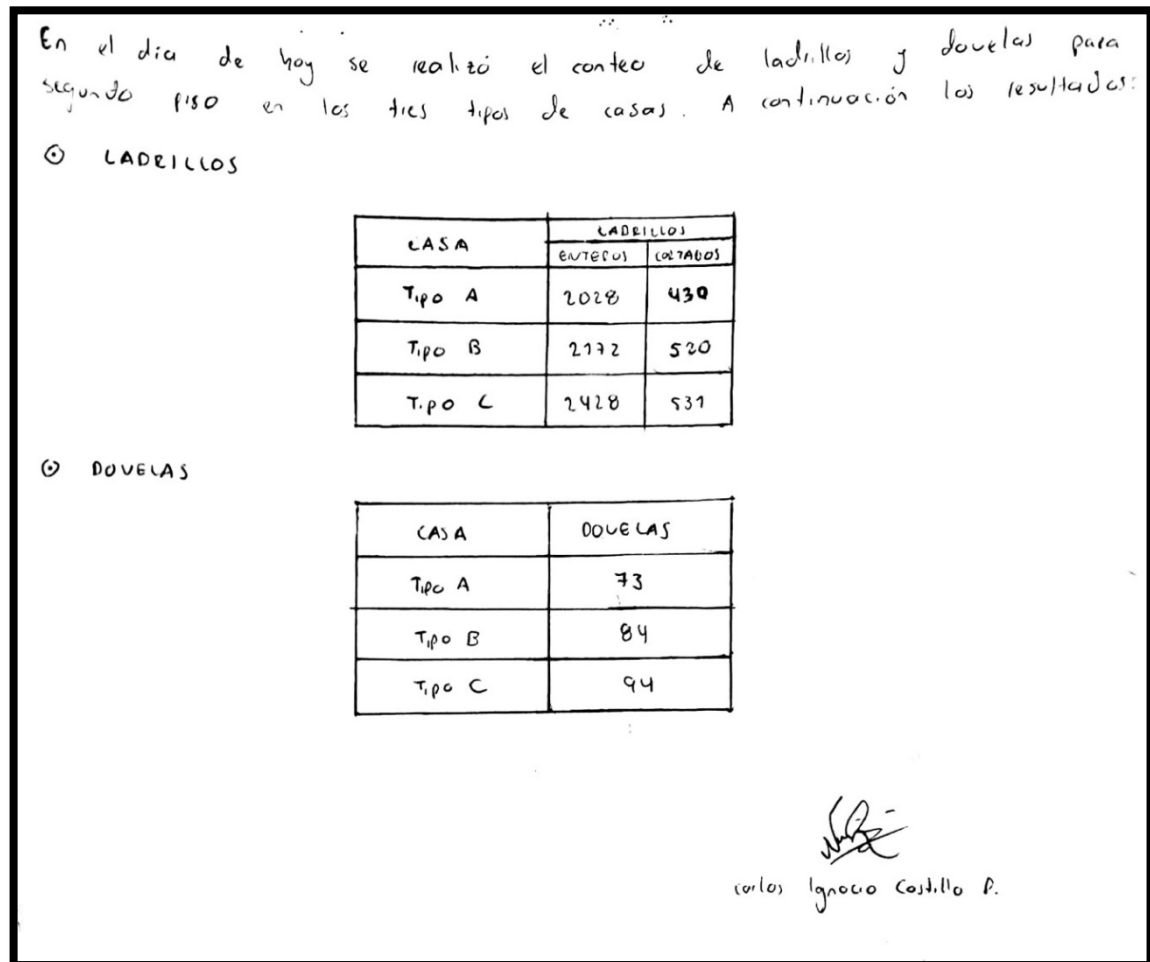 En el dia de hoy se realizó el conteo de ladrillos y dovelas para
segundo piso en los tres tipos de casas. A continuación los resultados:
LADRILLOS
CASA LADRILLOS
ENTEROS CORTADOS
Tipo A 2028 430
Tipo B 2172 520
Tipo C 2428 531
DOVELAS
CASA DOVELAS
Tipo A 73
Tipo B 84
Tipo C 94
Carlos Ignacio Castillo P.